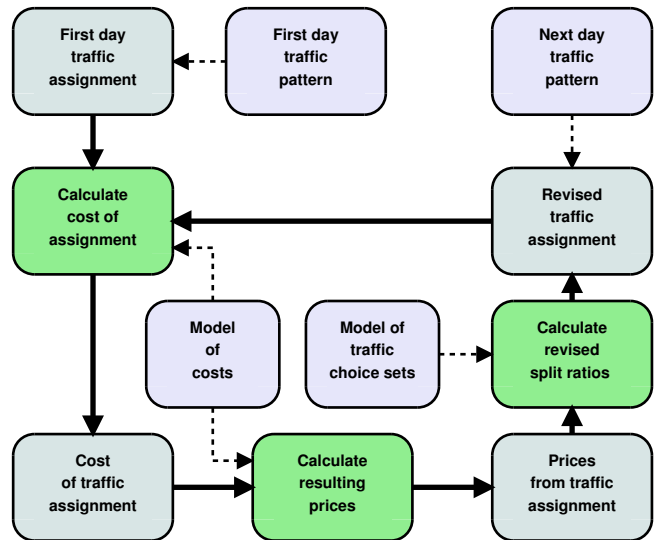 First day
traffic
assignment
First day
traffic
pattern
Next day
traffic
pattern
Calculate
cost of
assignment
Revised
traffic
assignment
Model
of
costs
Model of
traffic
choice sets
Calculate
revised
split ratios
Cost
of traffic
assignment
Calculate
resulting
prices
Prices
from traffic
assignment